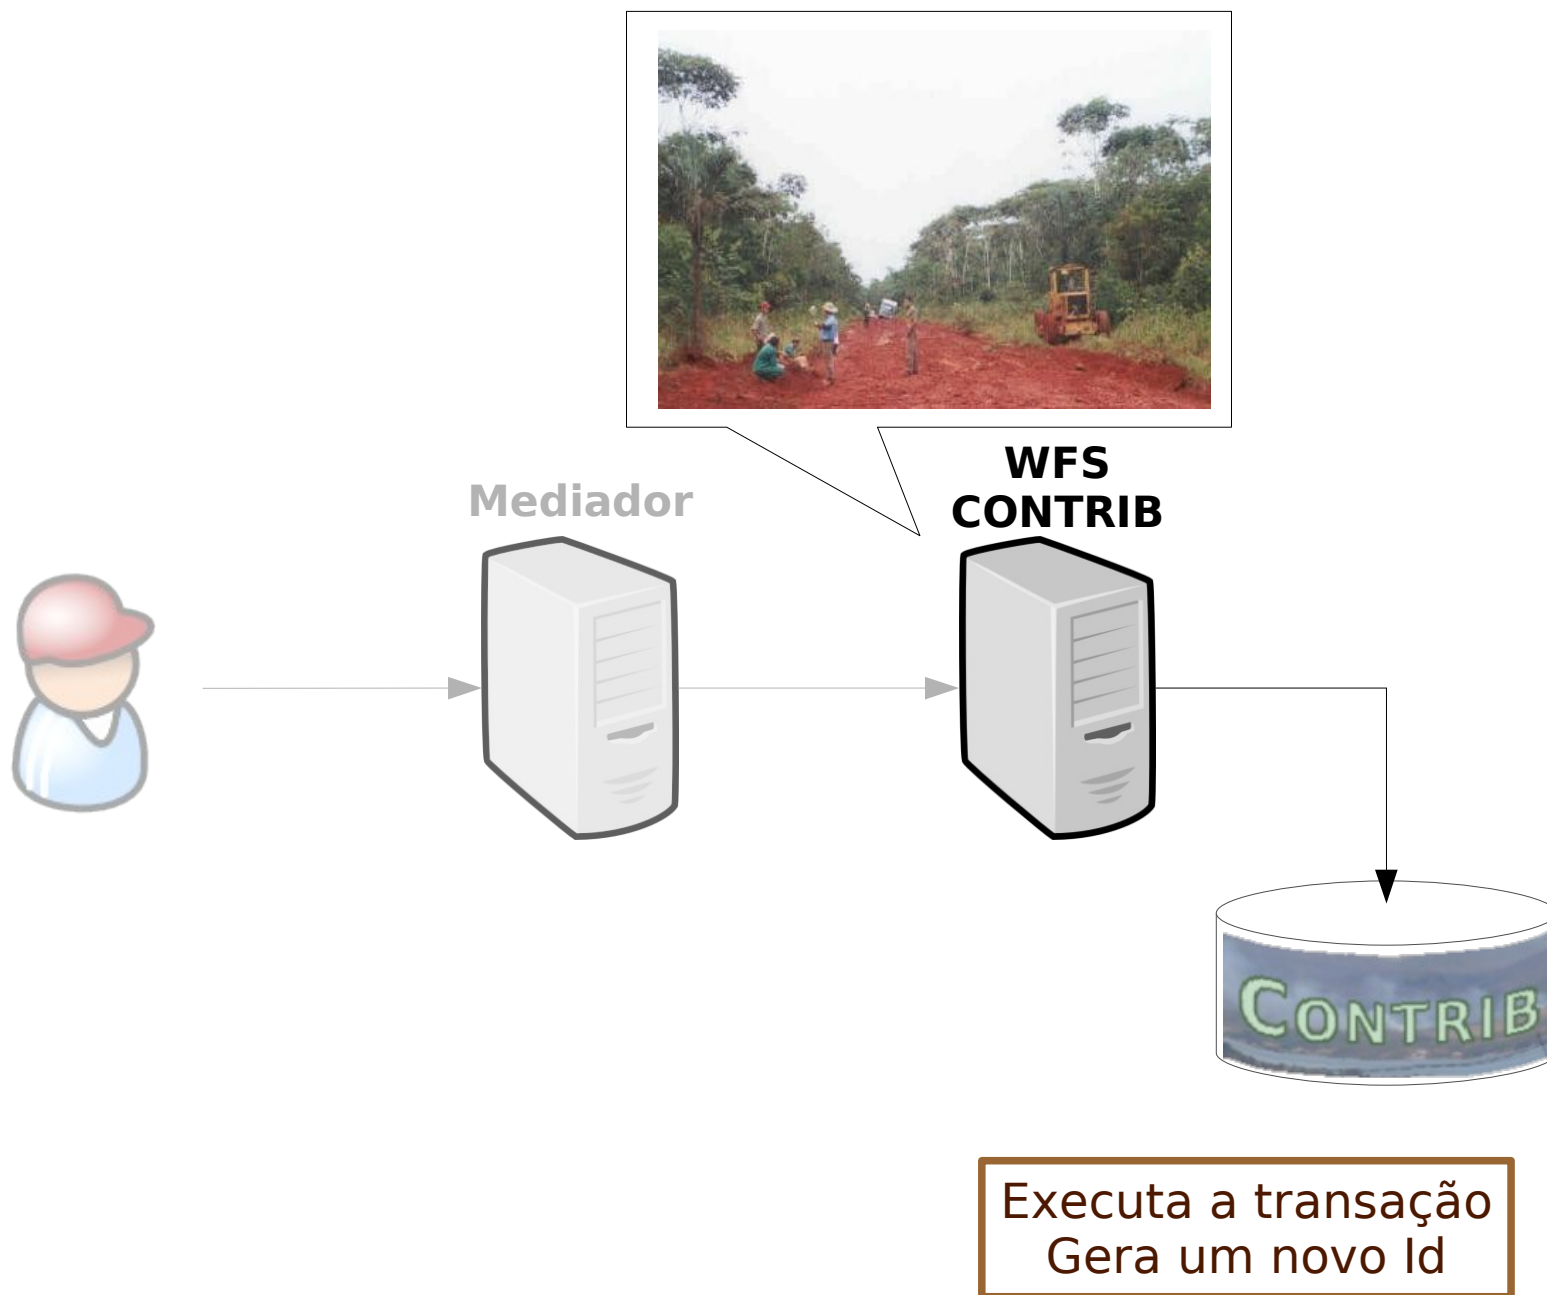 WFS
CONTRIB
Mediador
CONTRIB
Executa a transação
Gera um novo Id